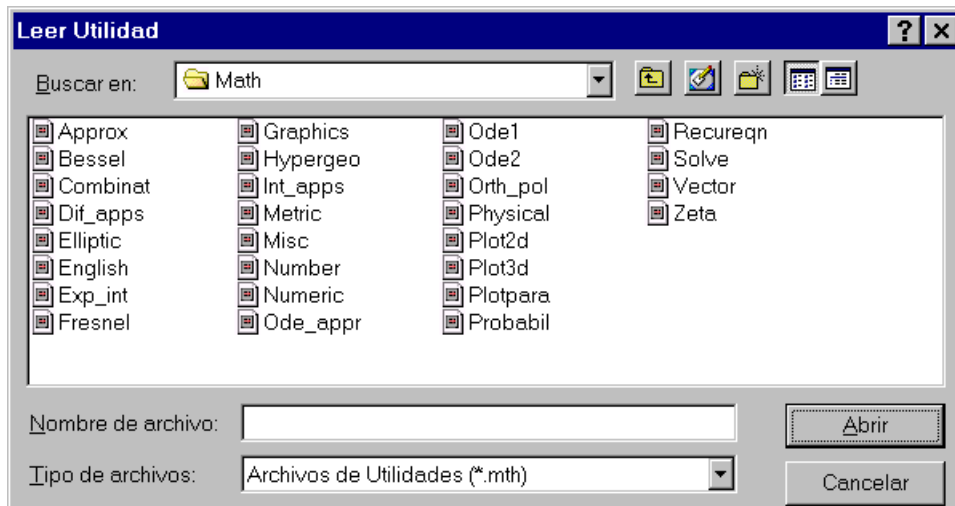 Leer Utilidad
Buscar en: Math
Approx Graphics Ode1 Recureqn
Bessel Hypergeo Ode2 Solve
Combinat Int_apps Orth_pol Vector
Dif_apps Metric Physical Zeta
Elliptic Misc Plot2d
English Number Plot3d
Exp_int Numeric Plotpara
Fresnel Ode_appr Probabil
Nombre de archivo: Abrir
Tipo de archivos: Archivos de Utilidades (*.mth) Cancelar